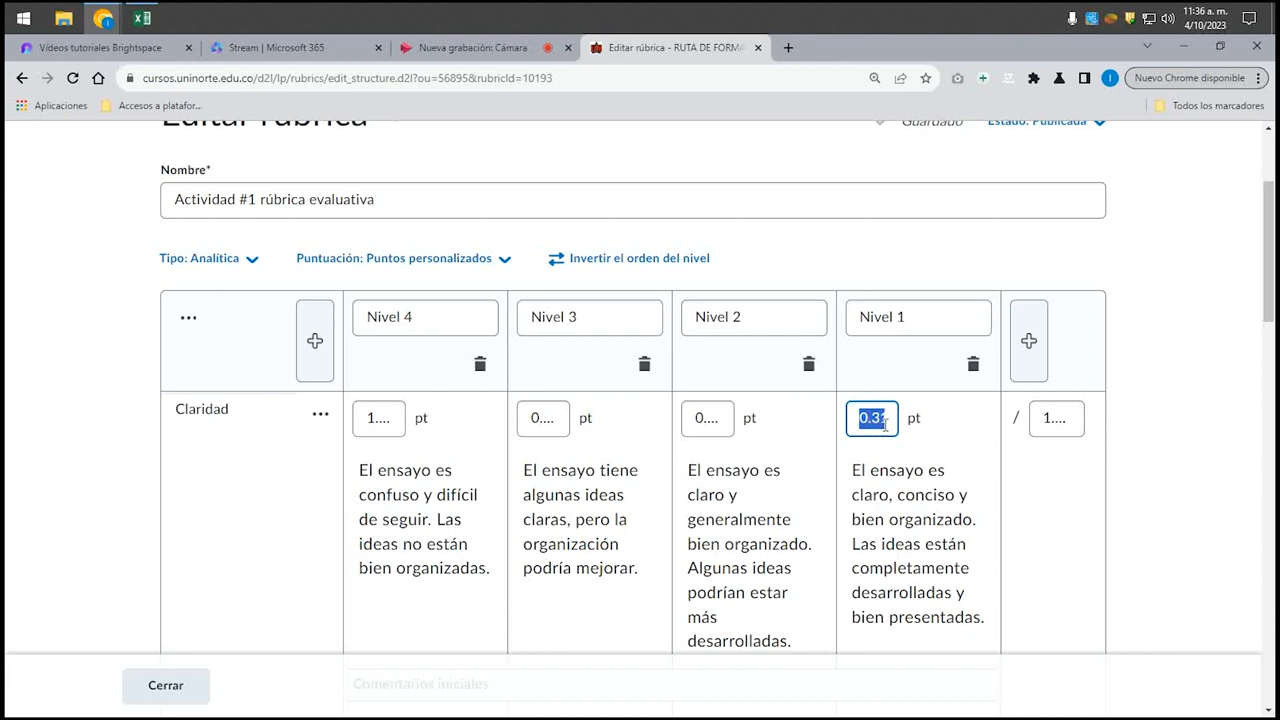 11:36 a. m.
4/10/2023
Vídeos tutoriales Brightspace
Stream | Microsoft 365
Nueva grabación: Cámara
Editar rúbrica - RUTA DE FORMA
cursos.uninorte.edu.co/d2l/lp/rubrics/edit_structure.d2l?ou=56895&rubricId=10193
Nuevo Chrome disponible
Aplicaciones
Accesos a platafor...
Todos los marcadores
Editar rúbrica
Guardado
Estado: Publicada
Nombre*
Actividad #1 rúbrica evaluativa
Tipo: Analítica
Puntuación: Puntos personalizados
Invertir el orden del nivel
Nivel 4
Nivel 3
Nivel 2
Nivel 1
Claridad
1.... pt
0.... pt
0.... pt
0.3 pt
/ 1....
El ensayo es
confuso y difícil
de seguir. Las
ideas no están
bien organizadas.
El ensayo tiene
algunas ideas
claras, pero la
organización
podría mejorar.
El ensayo es
claro y
generalmente
bien organizado.
Algunas ideas
podrían estar
más
desarrolladas.
El ensayo es
claro, conciso y
bien organizado.
Las ideas están
completamente
desarrolladas y
bien presentadas.
Comentarios iniciales
Cerrar